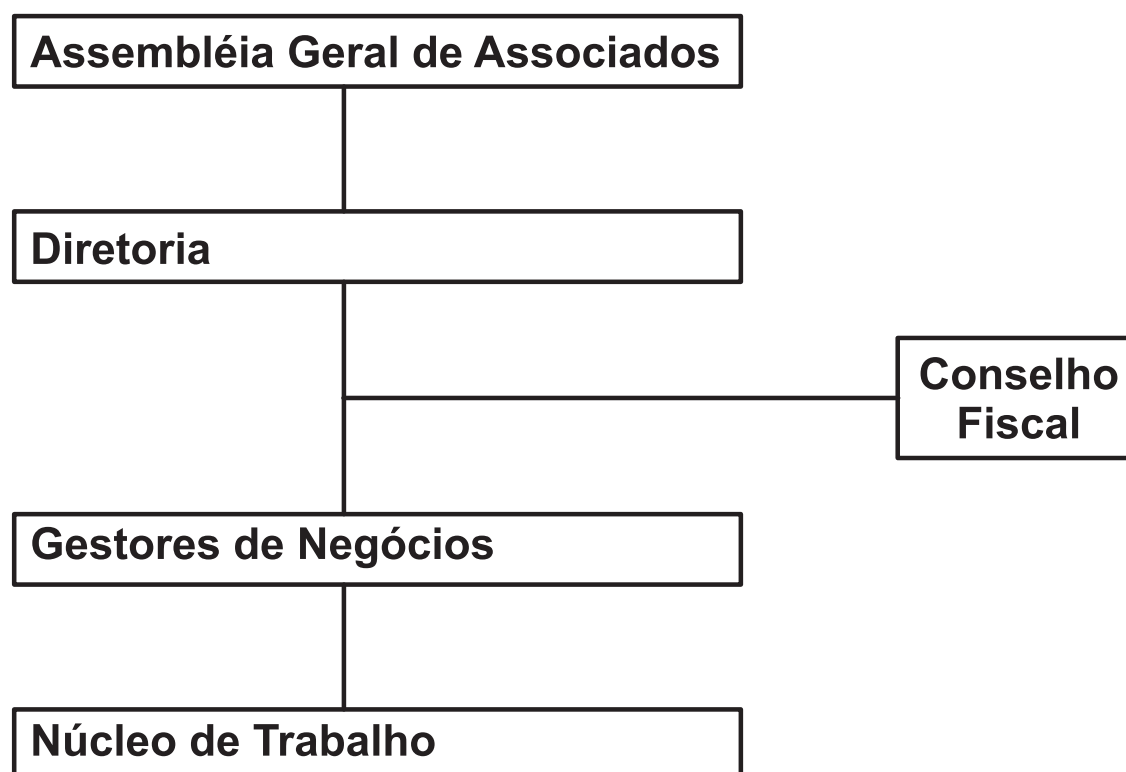 Assembléia Geral de Associados
Diretoria
Conselho
Fiscal
Gestores de Negócios
Núcleo de Trabalho